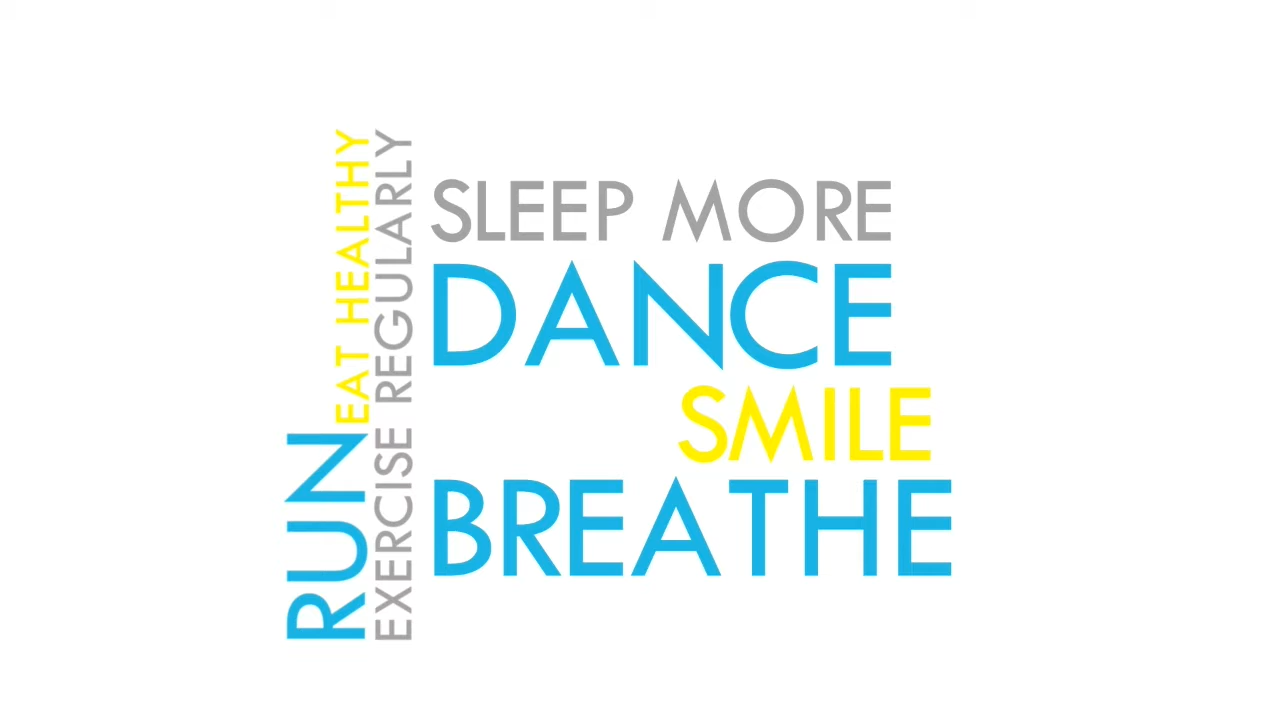 RUN
EAT HEALTHY
EXERCISE REGULARLY
SLEEP MORE
DANCE
SMILE
BREATHE